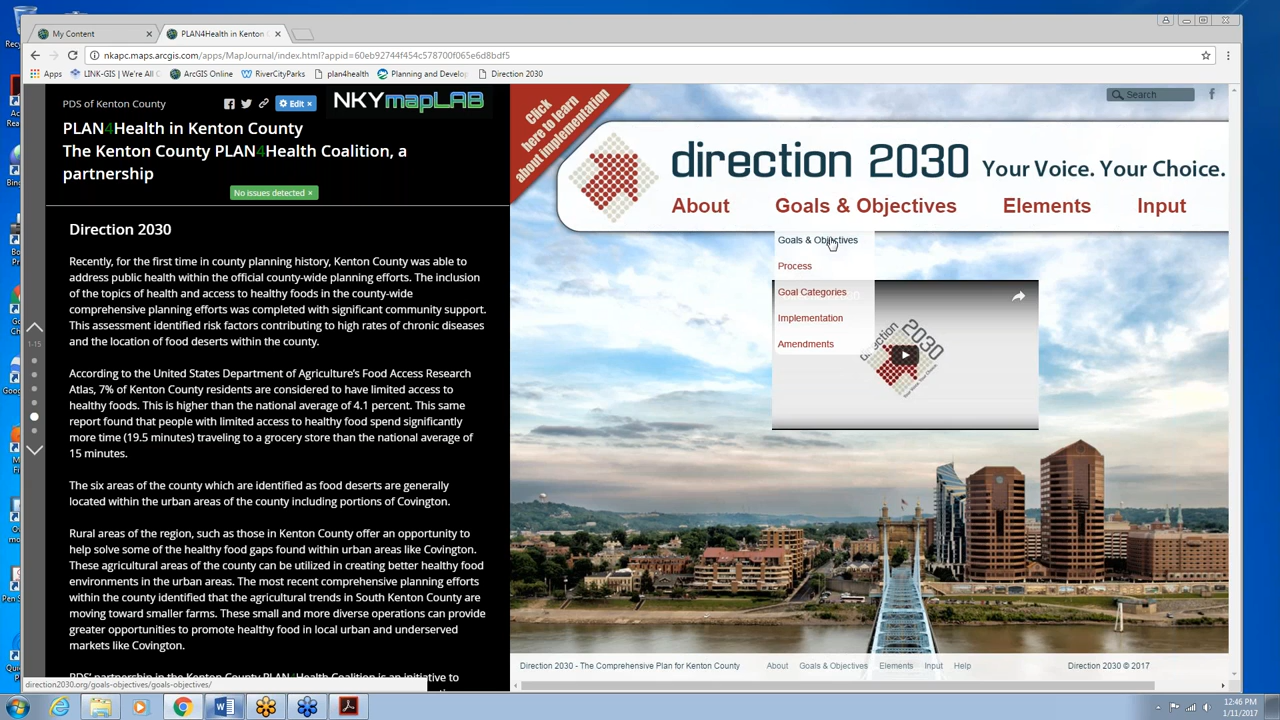 My Content
PLAN4Health in Kenton C
nkapc.maps.arcgis.com/apps/MapJournal/index.html?appid=60eb92744f454c578700f065e6d8bdf5
Apps
LINK-GIS | We're All C
ArcGIS Online
RiverCityParks
plan4health
Planning and Develo
Direction 2030
PDS of Kenton County
Edit
NKYmapLAB
PLAN4Health in Kenton County
The Kenton County PLAN4Health Coalition, a
partnership
No issues detected ×
Direction 2030
Recently, for the first time in county planning history, Kenton County was able to
address public health within the official county-wide planning efforts. The inclusion
of the topics of health and access to healthy foods in the county-wide
comprehensive planning efforts was completed with significant community support.
This assessment identified risk factors contributing to high rates of chronic diseases
and the location of food deserts within the county.
According to the United States Department of Agriculture's Food Access Research
Atlas, 7% of Kenton County residents are considered to have limited access to
healthy foods. This is higher than the national average of 4.1 percent. This same
report found that people with limited access to healthy food spend significantly
more time (19.5 minutes) traveling to a grocery store than the national average of
15 minutes.
The six areas of the county which are identified as food deserts are generally
located within the urban areas of the county including portions of Covington.
Rural areas of the region, such as those in Kenton County offer an opportunity to
help solve some of the healthy food gaps found within urban areas like Covington.
These agricultural areas of the county can be utilized in creating better healthy food
environments in the urban areas. The most recent comprehensive planning efforts
within the county identified that the agricultural trends in South Kenton County are
moving toward smaller farms. These small and more diverse operations can provide
greater opportunities to promote healthy food in local urban and underserved
markets like Covington.
PDS' partnership in the Kenton County PLAN4Health Coalition is an initiative to
1-15
direction2030.org/goals-objectives/goals-objectives/
Click
here to learn
about implementation
Search
direction 2030 Your Voice. Your Choice.
About
Goals & Objectives
Elements
Input
Goals & Objectives
Process
Goal Categories
Implementation
Amendments
direction 2030
Direction 2030 - The Comprehensive Plan for Kenton County
About
Goals & Objectives
Elements
Input
Help
Direction 2030 © 2017
12:46 PM
1/11/2017